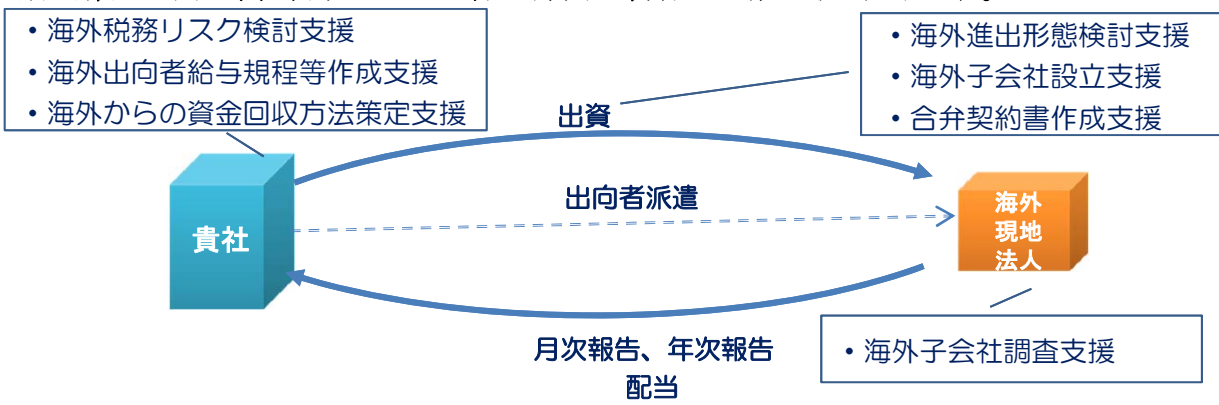 ・海外税務リスク検討支援
・海外出向者給与規程等作成支援
・海外からの資金回収方法策定支援
・海外進出形態検討支援
・海外子会社設立支援
・合弁契約書作成支援
出資
出向者派遣
貴社
海外
現地
法人
月次報告、年次報告
配当
・海外子会社調査支援